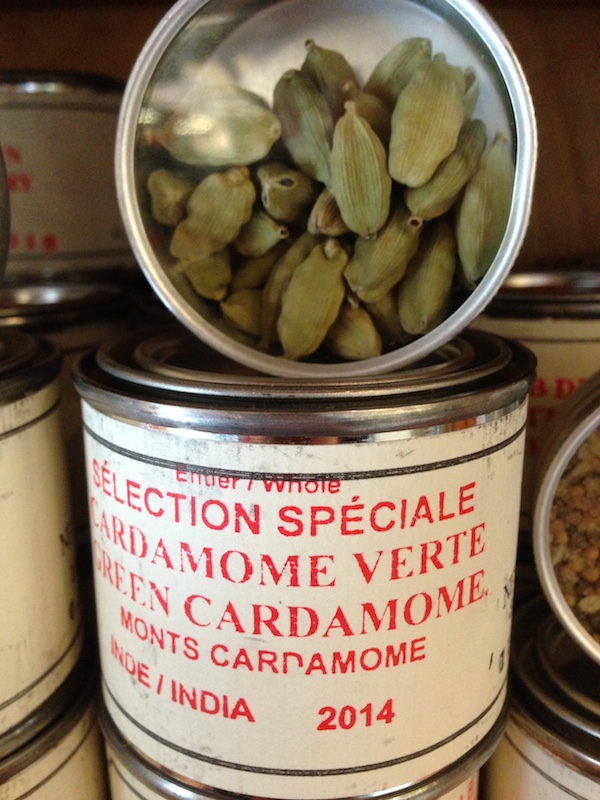 Entier / Whole
SÉLECTION SPÉCIALE
CARDAMOME VERTE
GREEN CARDAMOME
MONTS CARDAMOME
INDE / INDIA 2014